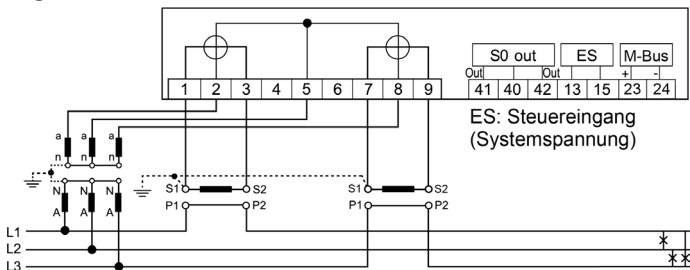 S0 out ES M-Bus
Out Out + -
1 2 3 4 5 6 7 8 9 41 40 42 13 15 23 24
ES: Steuereingang
(Systemspannung)
a a a
n n n
N N N
A A A
S1 S2 S1 S2
P1 P2 P1 P2
L1
L2
L3